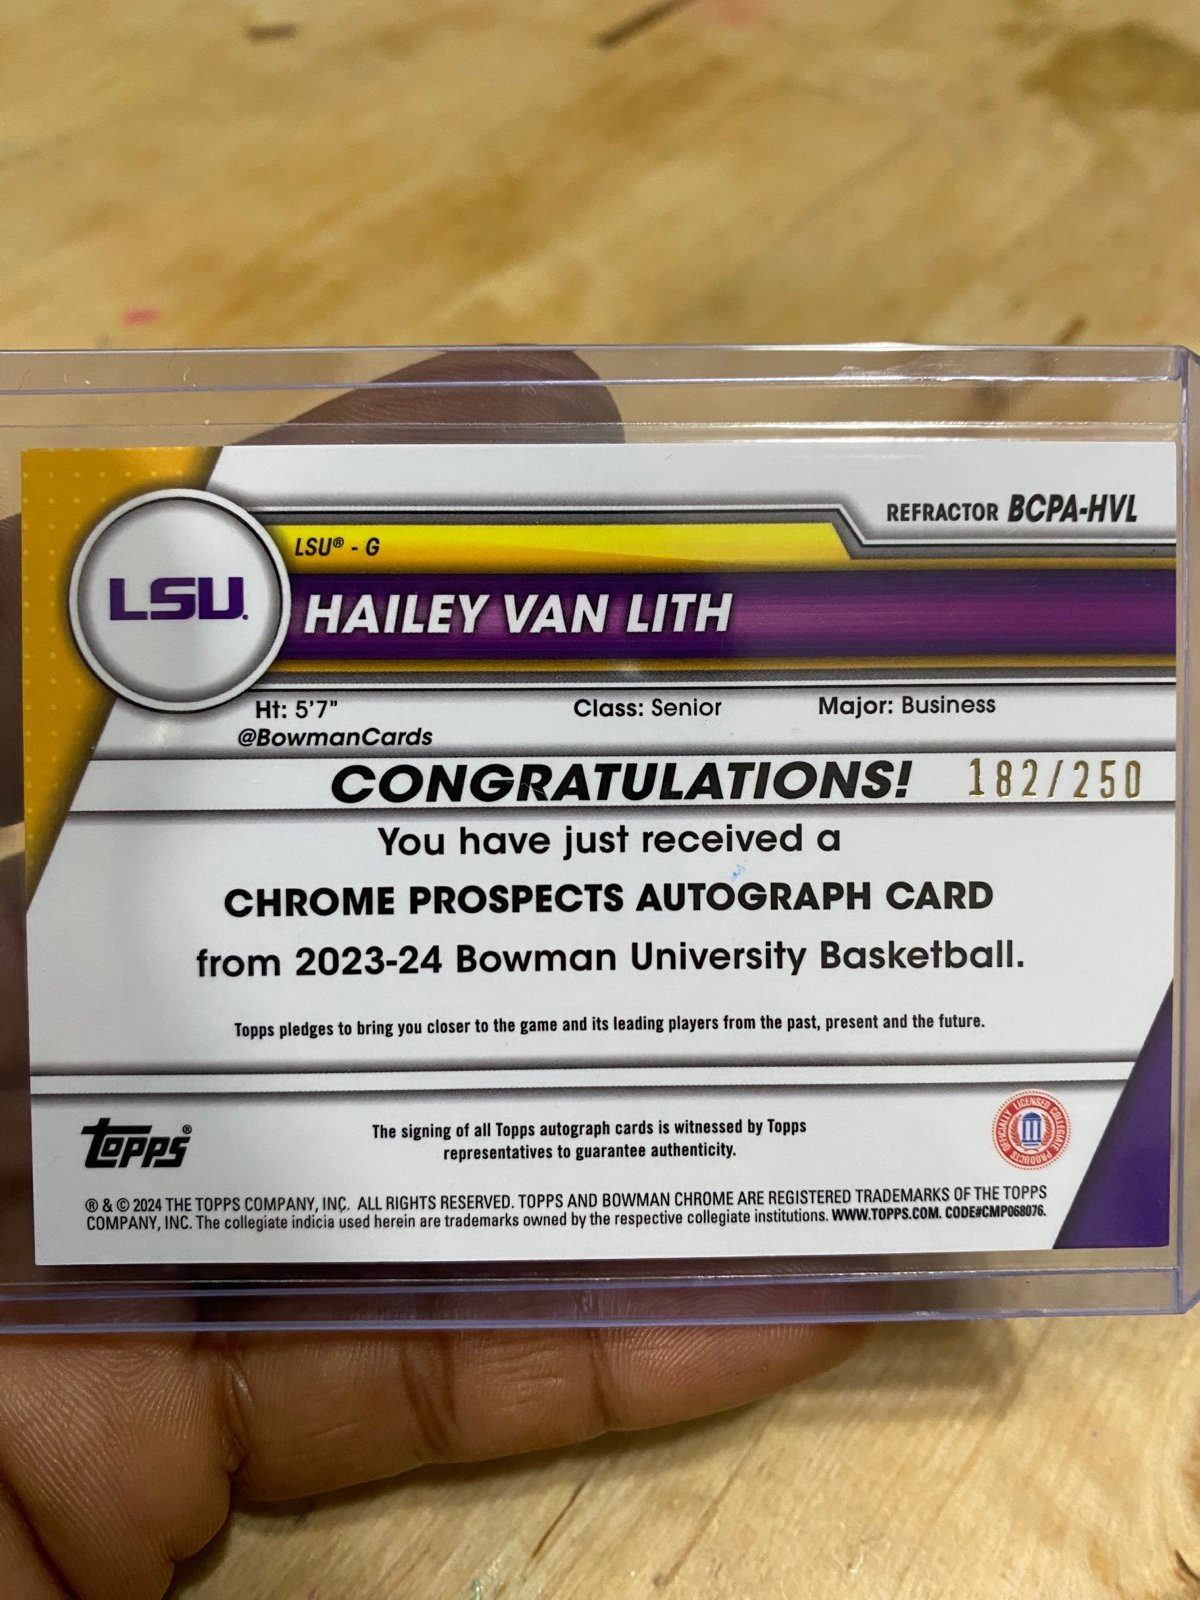 REFRACTOR BCPA-HVL
LSU® - G
LSU.
HAILEY VAN LITH
Ht: 5'7" Class: Senior Major: Business
@BowmanCards
CONGRATULATIONS! 182/250
You have just received a
CHROME PROSPECTS AUTOGRAPH CARD
from 2023-24 Bowman University Basketball.
Topps pledges to bring you closer to the game and its leading players from the past, present and the future.
topps®
The signing of all Topps autograph cards is witnessed by Topps
representatives to guarantee authenticity.
OFFICIALLY LICENSED COLLEGIATE PRODUCTS
® & © 2024 THE TOPPS COMPANY, INC. ALL RIGHTS RESERVED. TOPPS AND BOWMAN CHROME ARE REGISTERED TRADEMARKS OF THE TOPPS
COMPANY, INC. The collegiate indicia used herein are trademarks owned by the respective collegiate institutions. WWW.TOPPS.COM. CODE#CMP068076.